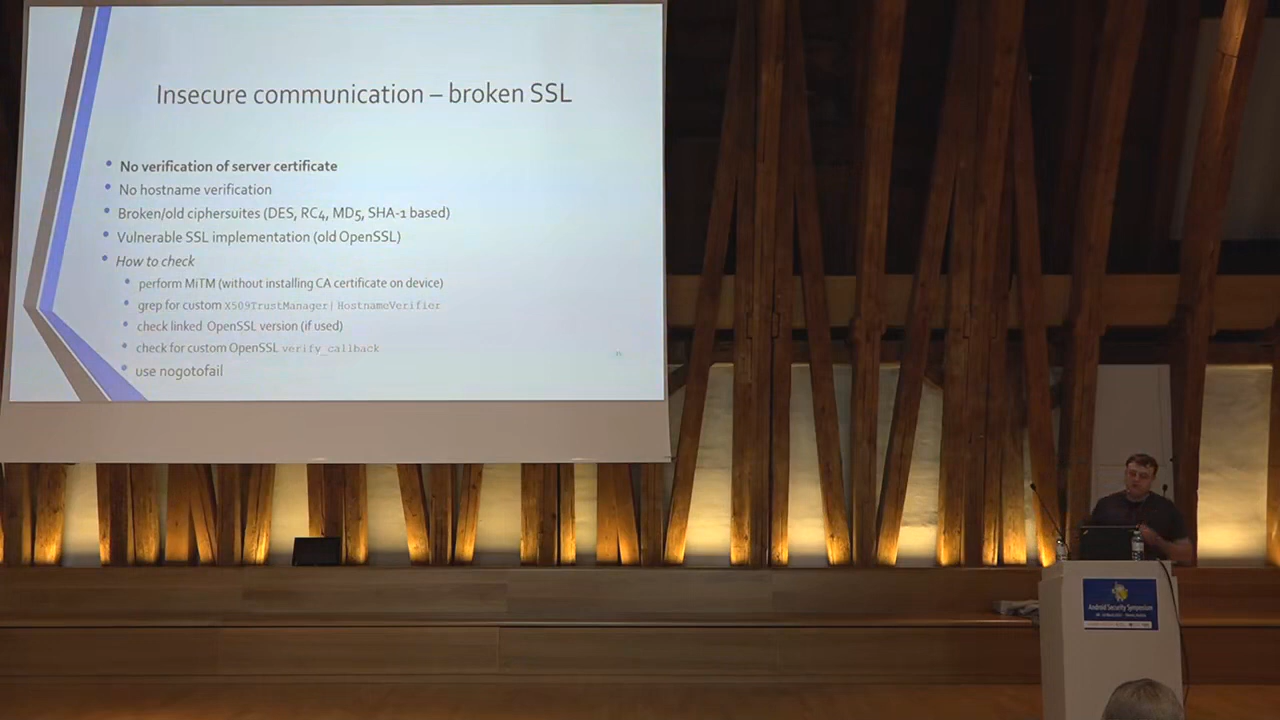 Insecure communication – broken SSL
• No verification of server certificate
• No hostname verification
• Broken/old ciphersuites (DES, RC4, MD5, SHA-1 based)
• Vulnerable SSL implementation (old OpenSSL)
• How to check
• perform MiTM (without installing CA certificate on device)
• grep for custom X509TrustManager| HostnameVerifier
• check linked OpenSSL version (if used)
• check for custom OpenSSL verify_callback
• use nogotofail
Android Security Symposium